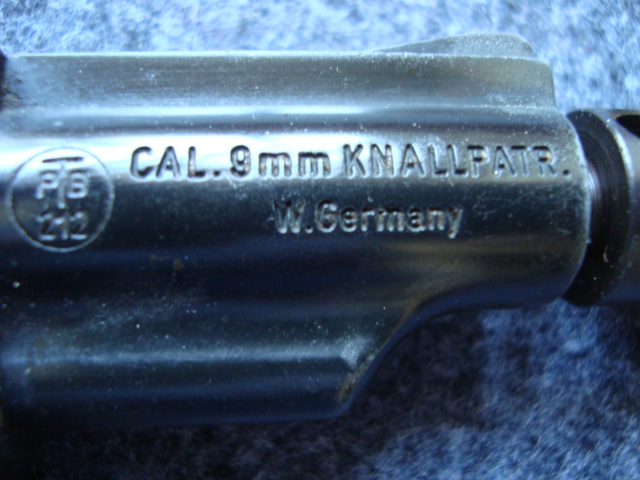 CAL. 9mm KNALLPATR.
W.Germany
PTB
212